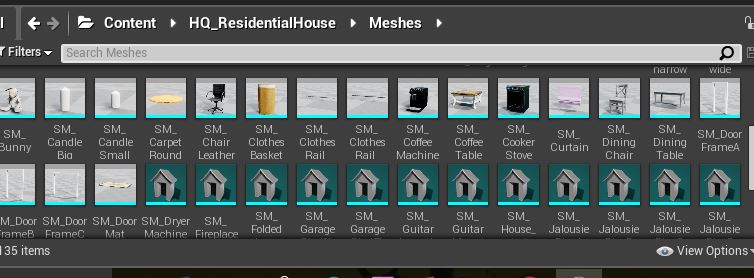 Content HQ_ResidentialHouse Meshes
Filters Search Meshes
narrow wide
SM_ SM_ SM_ SM_ SM_ SM_ SM_ SM_ SM_ SM_ SM_ SM_ SM_ SM_ SM_Door
Bunny Candle Candle Carpet Chair Clothes Clothes Clothes Coffee Coffee Cooker Curtain Dining Dining FrameA
Big Small Round Leather Basket Rail Rail Machine Table Stove Chair Table
SM_Door SM_Door SM_Door SM_Dryer SM_ SM_ SM_ SM_ SM_ SM_ SM_ SM_ SM_ SM_ SM_
FrameB FrameC Mat Machine Fireplace Folded Garage Garage Guitar Guitar House_ Jalousie Jalousie Jalousie Jalousie
135 items View Options